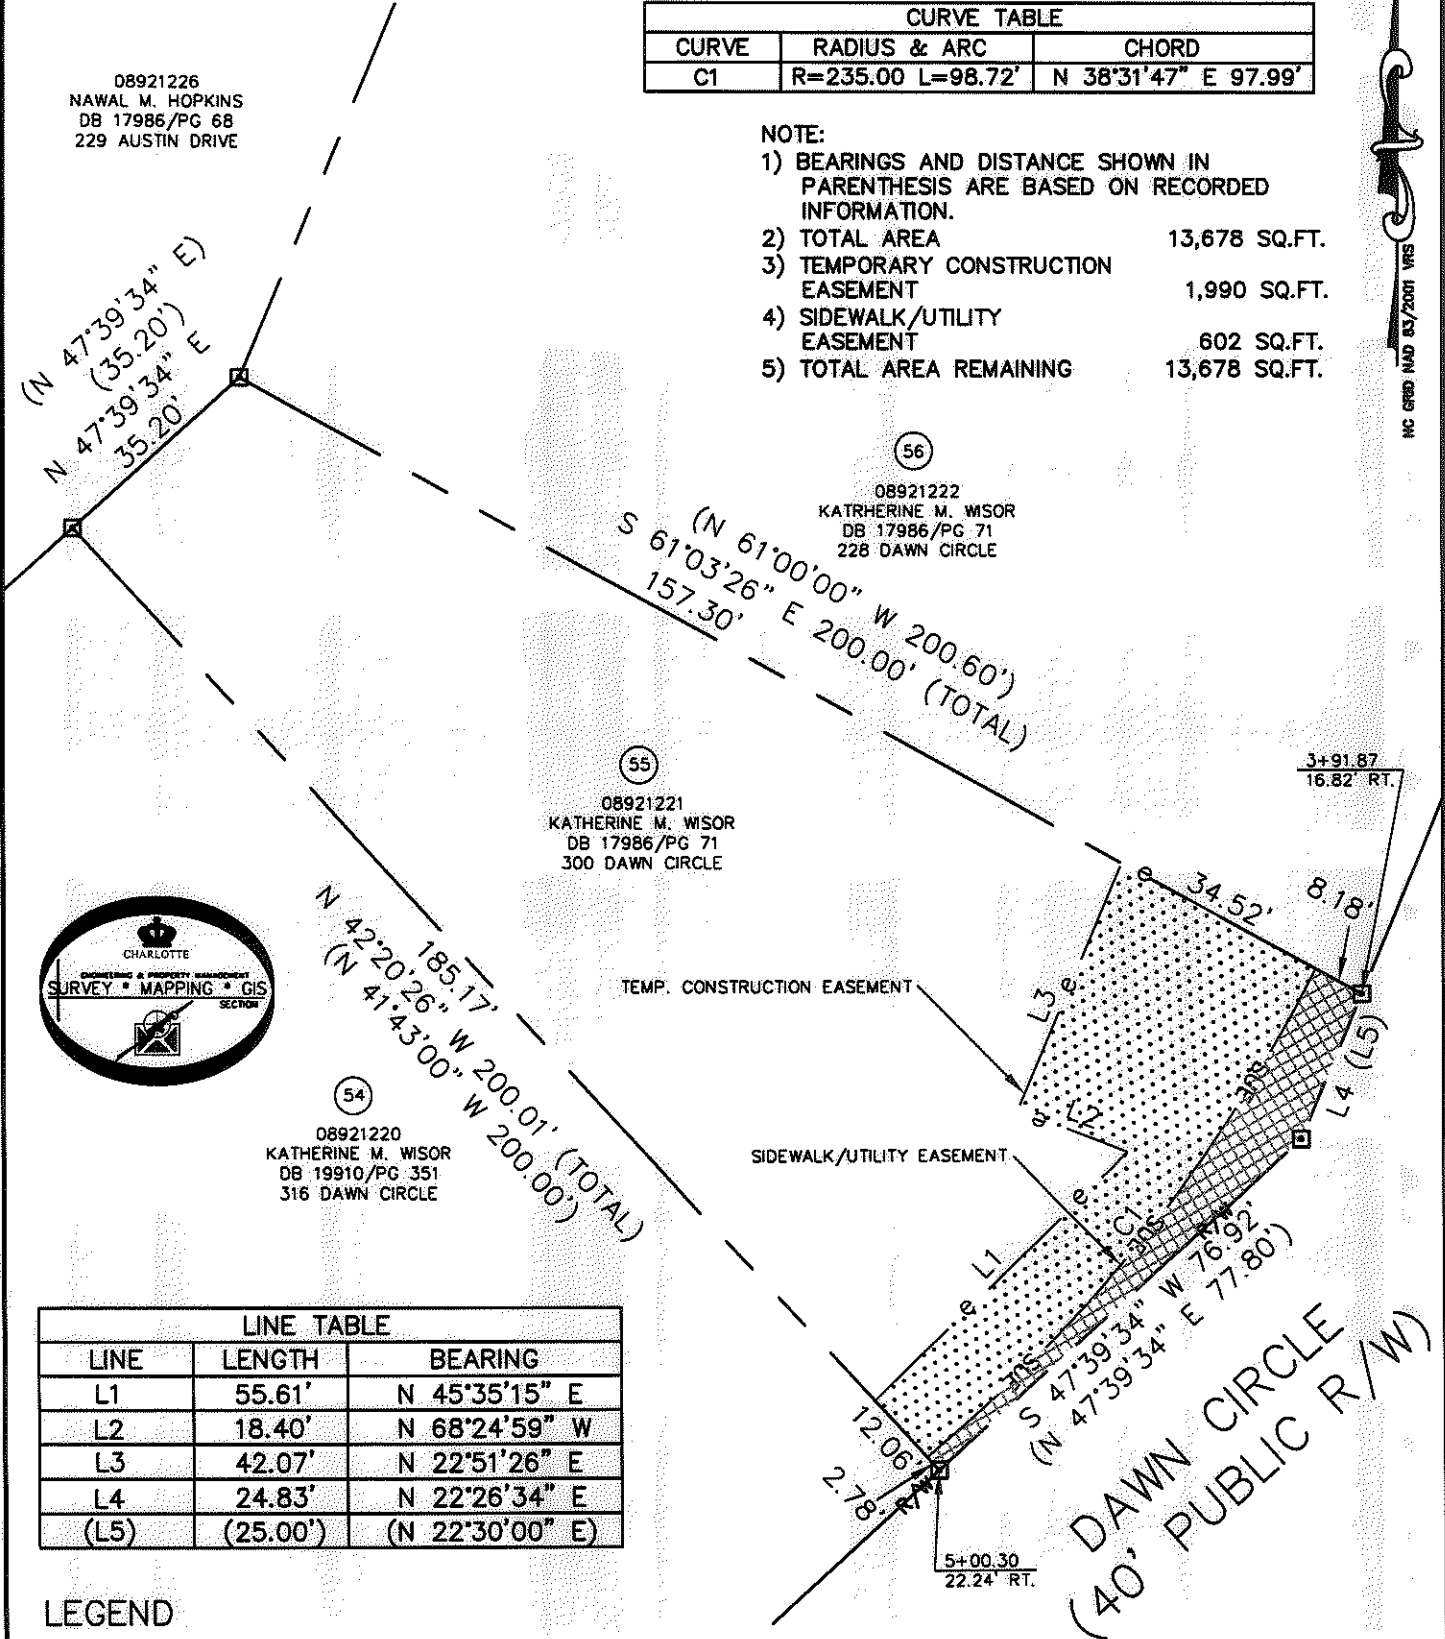 CURVE TABLE
CURVE RADIUS & ARC CHORD
C1 R=235.00 L=98.72' N 38°31'47" E 97.99'
08921226
NAWAL M. HOPKINS
DB 17986/PG 68
229 AUSTIN DRIVE
NOTE:
1) BEARINGS AND DISTANCE SHOWN IN
PARENTHESIS ARE BASED ON RECORDED
INFORMATION.
2) TOTAL AREA 13,678 SQ.FT.
3) TEMPORARY CONSTRUCTION
EASEMENT 1,990 SQ.FT.
4) SIDEWALK/UTILITY
EASEMENT 602 SQ.FT.
5) TOTAL AREA REMAINING 13,678 SQ.FT.
NC GRID NAD 83/2001 VRS
(N 47°39'34" E)
(35.20')
N 47°39'34" E
35.20'
56
08921222
KATRHERINE M. WISOR
DB 17986/PG 71
228 DAWN CIRCLE
(N 61°00'00" W 200.60')
S 61°03'26" E 200.00' (TOTAL)
157.30'
55
08921221
KATHERINE M. WISOR
DB 17986/PG 71
300 DAWN CIRCLE
3+91.87
16.82' RT.
34.52'
8.18'
CHARLOTTE
ENGINEERING & PROPERTY MANAGEMENT
SURVEY * MAPPING * GIS
SECTION
185.17'
N 42°20'26" W 200.01' (TOTAL)
(N 41°43'00" W 200.00')
TEMP. CONSTRUCTION EASEMENT
e
L3
e
e
L2
SUE
L4 (L5)
54
08921220
KATHERINE M. WISOR
DB 19910/PG 351
316 DAWN CIRCLE
SIDEWALK/UTILITY EASEMENT
e
C1
SUE
R/W
L1
e
SUE
S 47°39'34" W 76.92'
(N 47°39'34" E 77.80')
12.06'
2.78'
R/W
DAWN CIRCLE
(40' PUBLIC R/W)
5+00.30
22.24' RT.
LINE TABLE
LINE LENGTH BEARING
L1 55.61' N 45°35'15" E
L2 18.40' N 68°24'59" W
L3 42.07' N 22°51'26" E
L4 24.83' N 22°26'34" E
(L5) (25.00') (N 22°30'00" E)
LEGEND